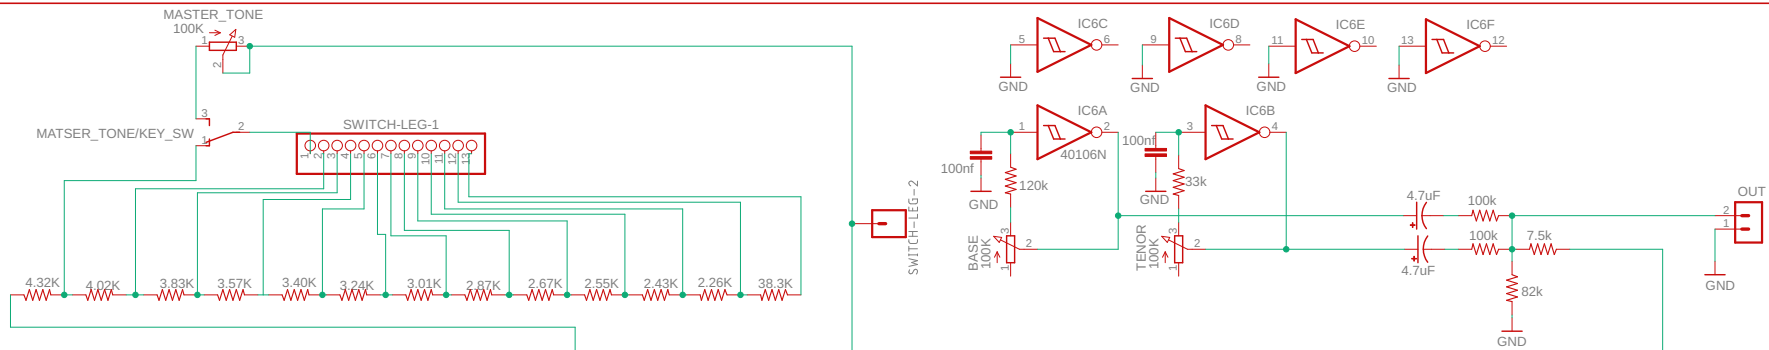 MASTER_TONE
100K
1
3
2
3
MATSER_TONE/KEY_SW
1
2
SWITCH-LEG-1
1 2 3 4 5 6 7 8 9 10 11 12 13
4.32K 4.02K 3.83K 3.57K 3.40K 3.24K 3.01K 2.87K 2.67K 2.55K 2.43K 2.26K 38.3K
SWITCH-LEG-2
IC6C
5 6
GND
IC6D
9 8
GND
IC6E
11 10
GND
IC6F
13 12
GND
IC6A
1 2
40106N
100nf
GND
120k
BASE
100K
3
2
1
IC6B
3 4
100nf
GND
33k
TENOR
100K
3
2
1
4.7uF
100k
+
4.7uF
100k
+
7.5k
82k
GND
OUT
2
1
GND